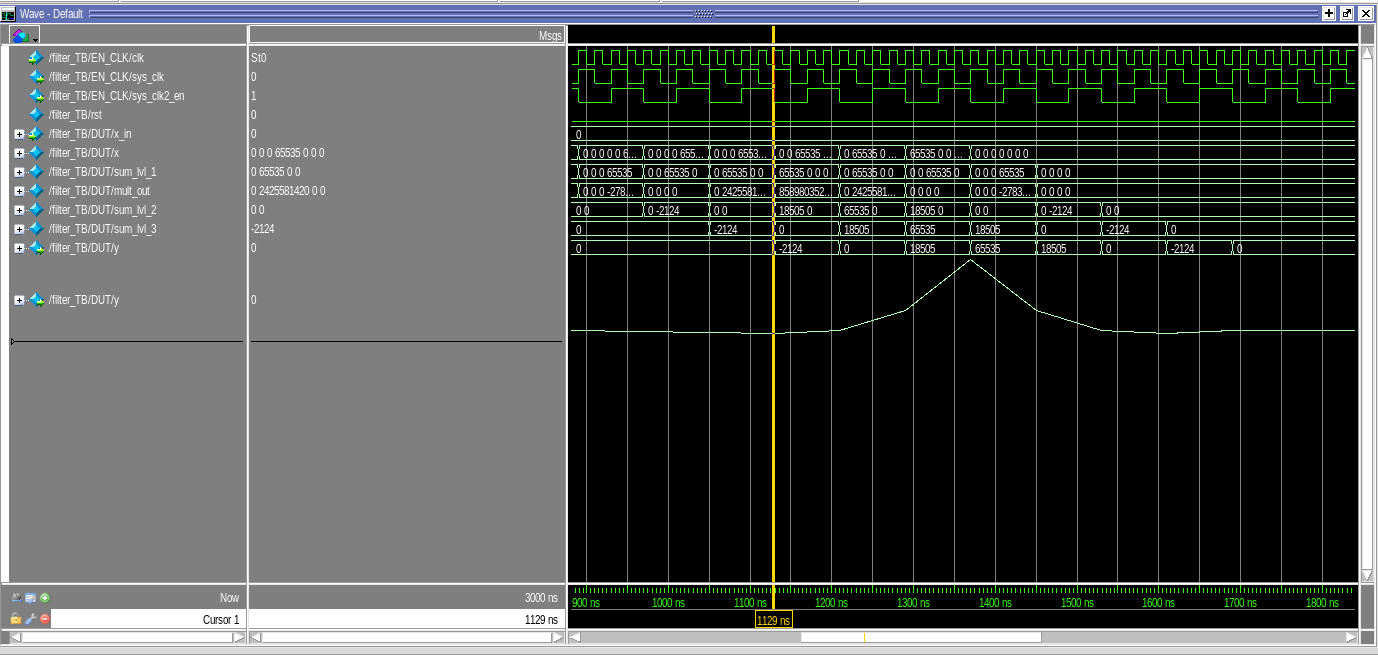 Wave - Default
Msgs
/filter_TB/EN_CLK/clk St0
/filter_TB/EN_CLK/sys_clk 0
/filter_TB/EN_CLK/sys_clk2_en 1
/filter_TB/rst 0
/filter_TB/DUT/x_in 0 0
/filter_TB/DUT/x 0 0 0 65535 0 0 0 0 0 0 0 0 6... 0 0 0 0 655... 0 0 0 6553... 0 0 65535 ... 0 65535 0 ... 65535 0 0 ... 0 0 0 0 0 0 0
/filter_TB/DUT/sum_lvl_1 0 65535 0 0 0 0 0 65535 0 0 65535 0 0 65535 0 0 65535 0 0 0 0 65535 0 0 0 0 65535 0 0 0 0 65535 0 0 0 0
/filter_TB/DUT/mult_out 0 2425581420 0 0 0 0 0 -278... 0 0 0 0 0 2425581... 858980352... 0 2425581... 0 0 0 0 0 0 0 -2783... 0 0 0 0
/filter_TB/DUT/sum_lvl_2 0 0 0 0 0 -2124 0 0 18505 0 65535 0 18505 0 0 0 0 -2124 0 0
/filter_TB/DUT/sum_lvl_3 -2124 0 -2124 0 18505 65535 18505 0 -2124 0
/filter_TB/DUT/y 0 0 -2124 0 18505 65535 18505 0 -2124 0
/filter_TB/DUT/y 0
Now 3000 ns 900 ns 1000 ns 1100 ns 1200 ns 1300 ns 1400 ns 1500 ns 1600 ns 1700 ns 1800 ns
Cursor 1 1129 ns 1129 ns